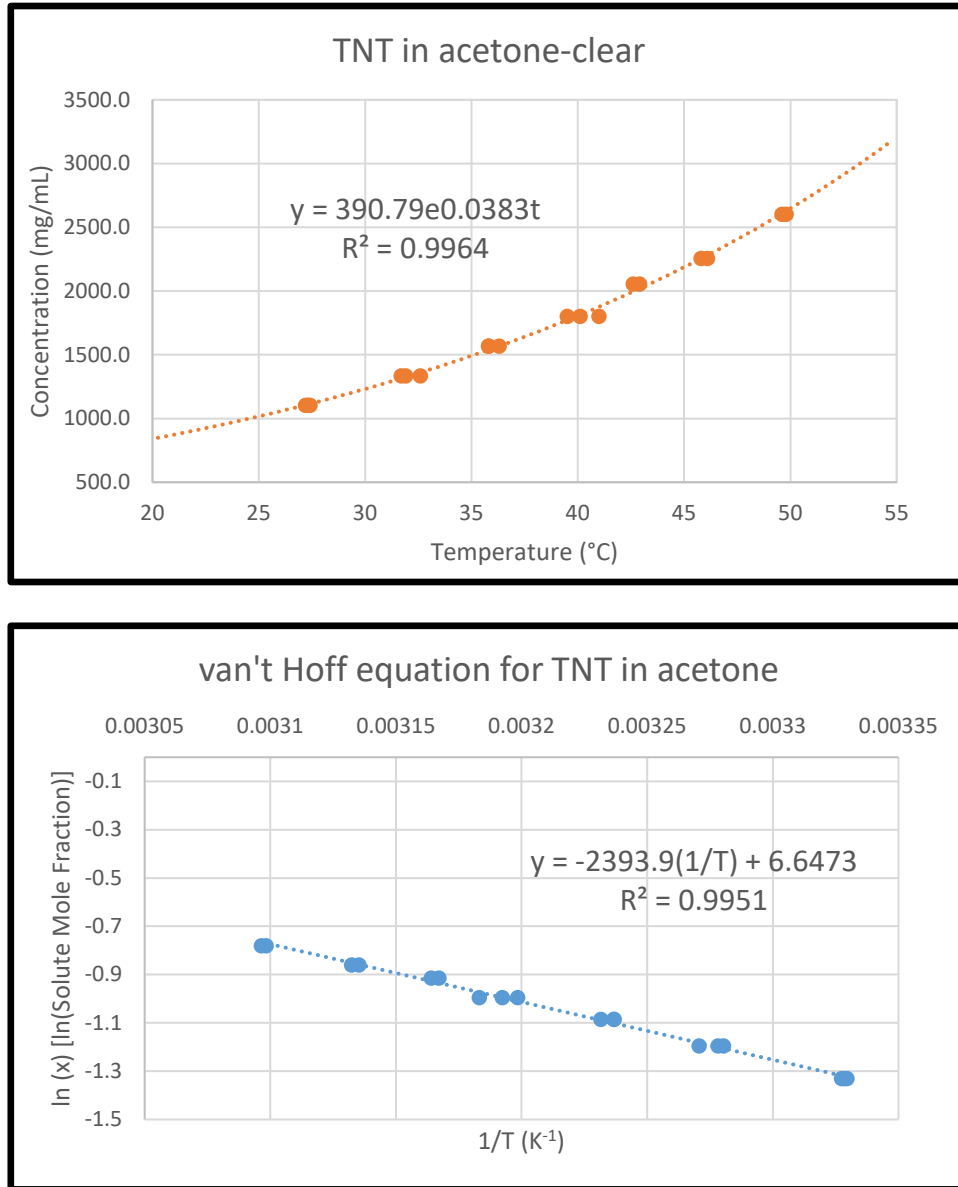 TNT in acetone-clear
3500.0
3000.0
2500.0
2000.0
1500.0
1000.0
500.0
Concentration (mg/mL)
y = 390.79e0.0383t
R² = 0.9964
20 25 30 35 40 45 50 55
Temperature (°C)
van't Hoff equation for TNT in acetone
0.00305 0.0031 0.00315 0.0032 0.00325 0.0033 0.00335
-0.1
-0.3
-0.5
-0.7
-0.9
-1.1
-1.3
-1.5
ln (x) [ln(Solute Mole Fraction)]
y = -2393.9(1/T) + 6.6473
R² = 0.9951
1/T (K⁻¹)